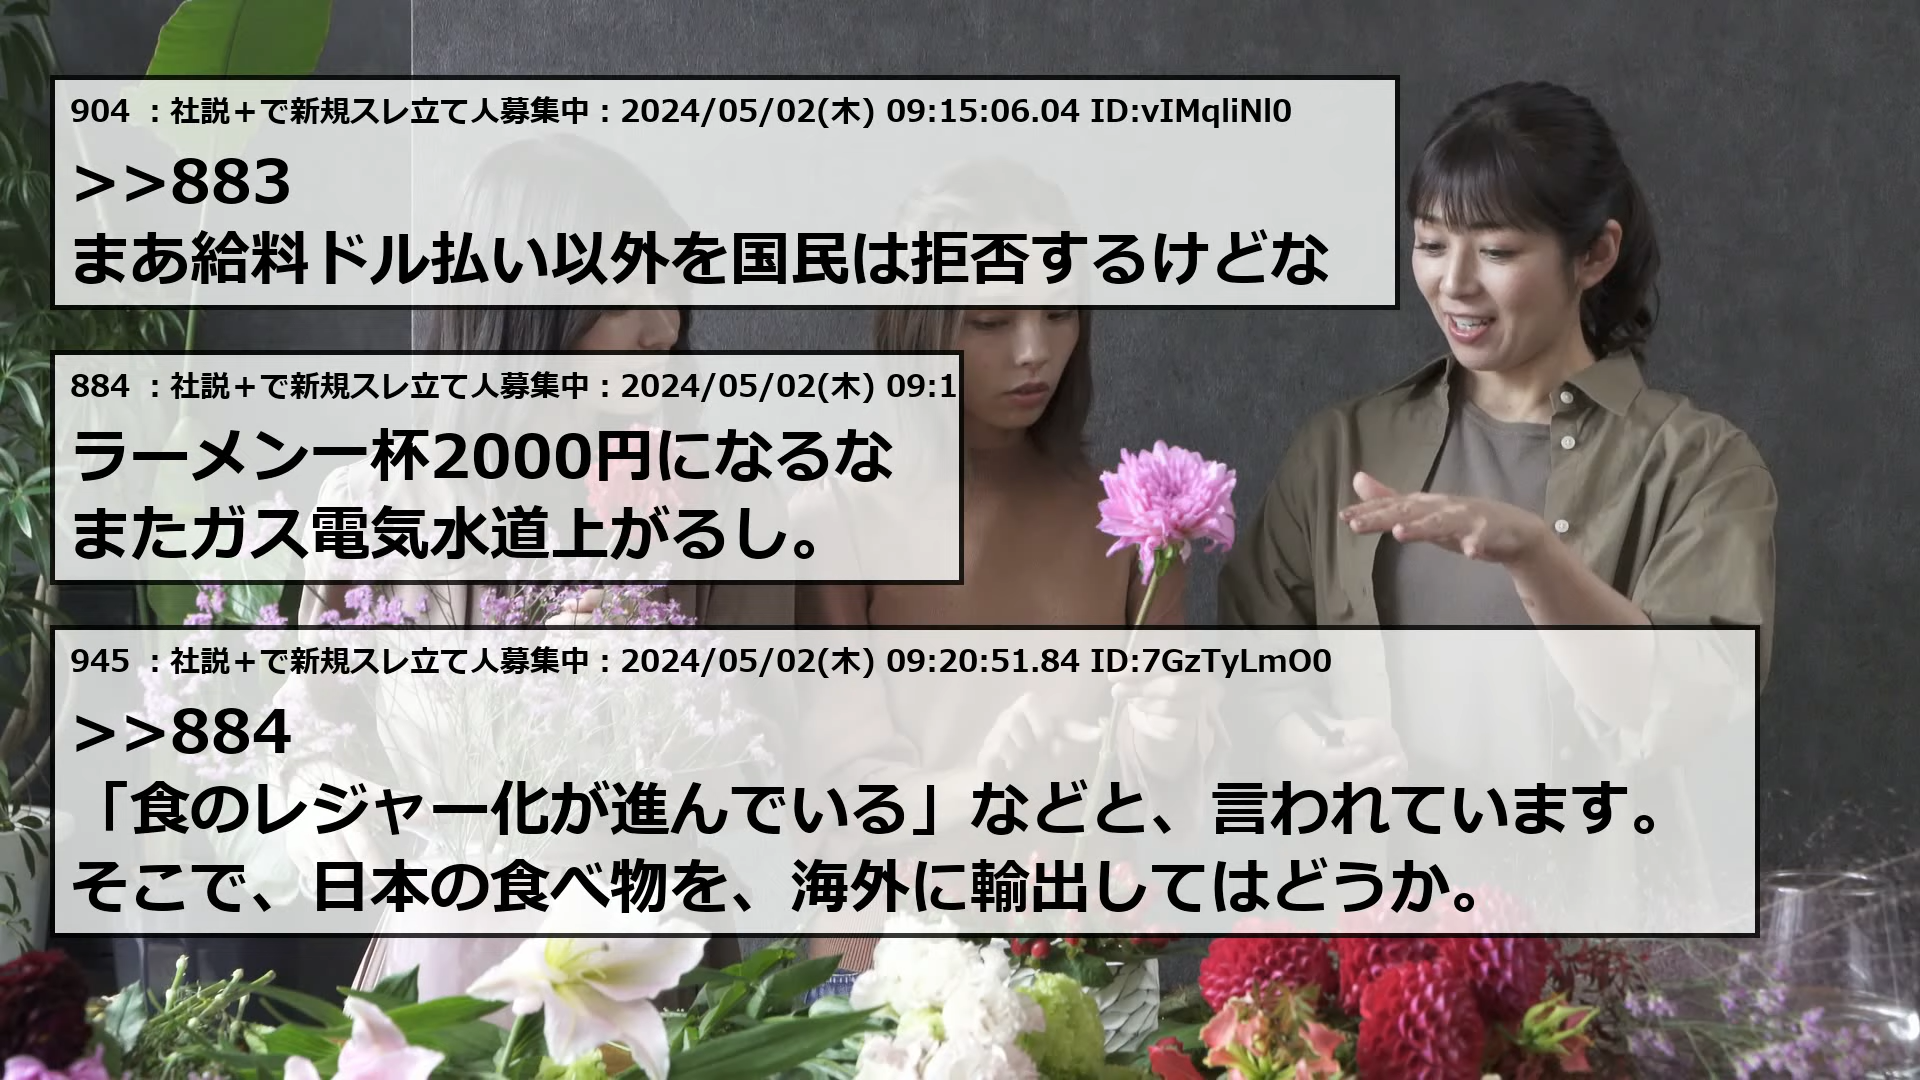 904 ：社説＋で新規スレ立て人募集中：2024/05/02(木) 09:15:06.04 ID:vIMqliNl0
>>883
まあ給料ドル払い以外を国民は拒否するけどな
884 ：社説＋で新規スレ立て人募集中：2024/05/02(木) 09:1
ラーメン一杯2000円になるな
またガス電気水道上がるし。
945 ：社説＋で新規スレ立て人募集中：2024/05/02(木) 09:20:51.84 ID:7GzTyLmO0
>>884
「食のレジャー化が進んでいる」などと、言われています。
そこで、日本の食べ物を、海外に輸出してはどうか。